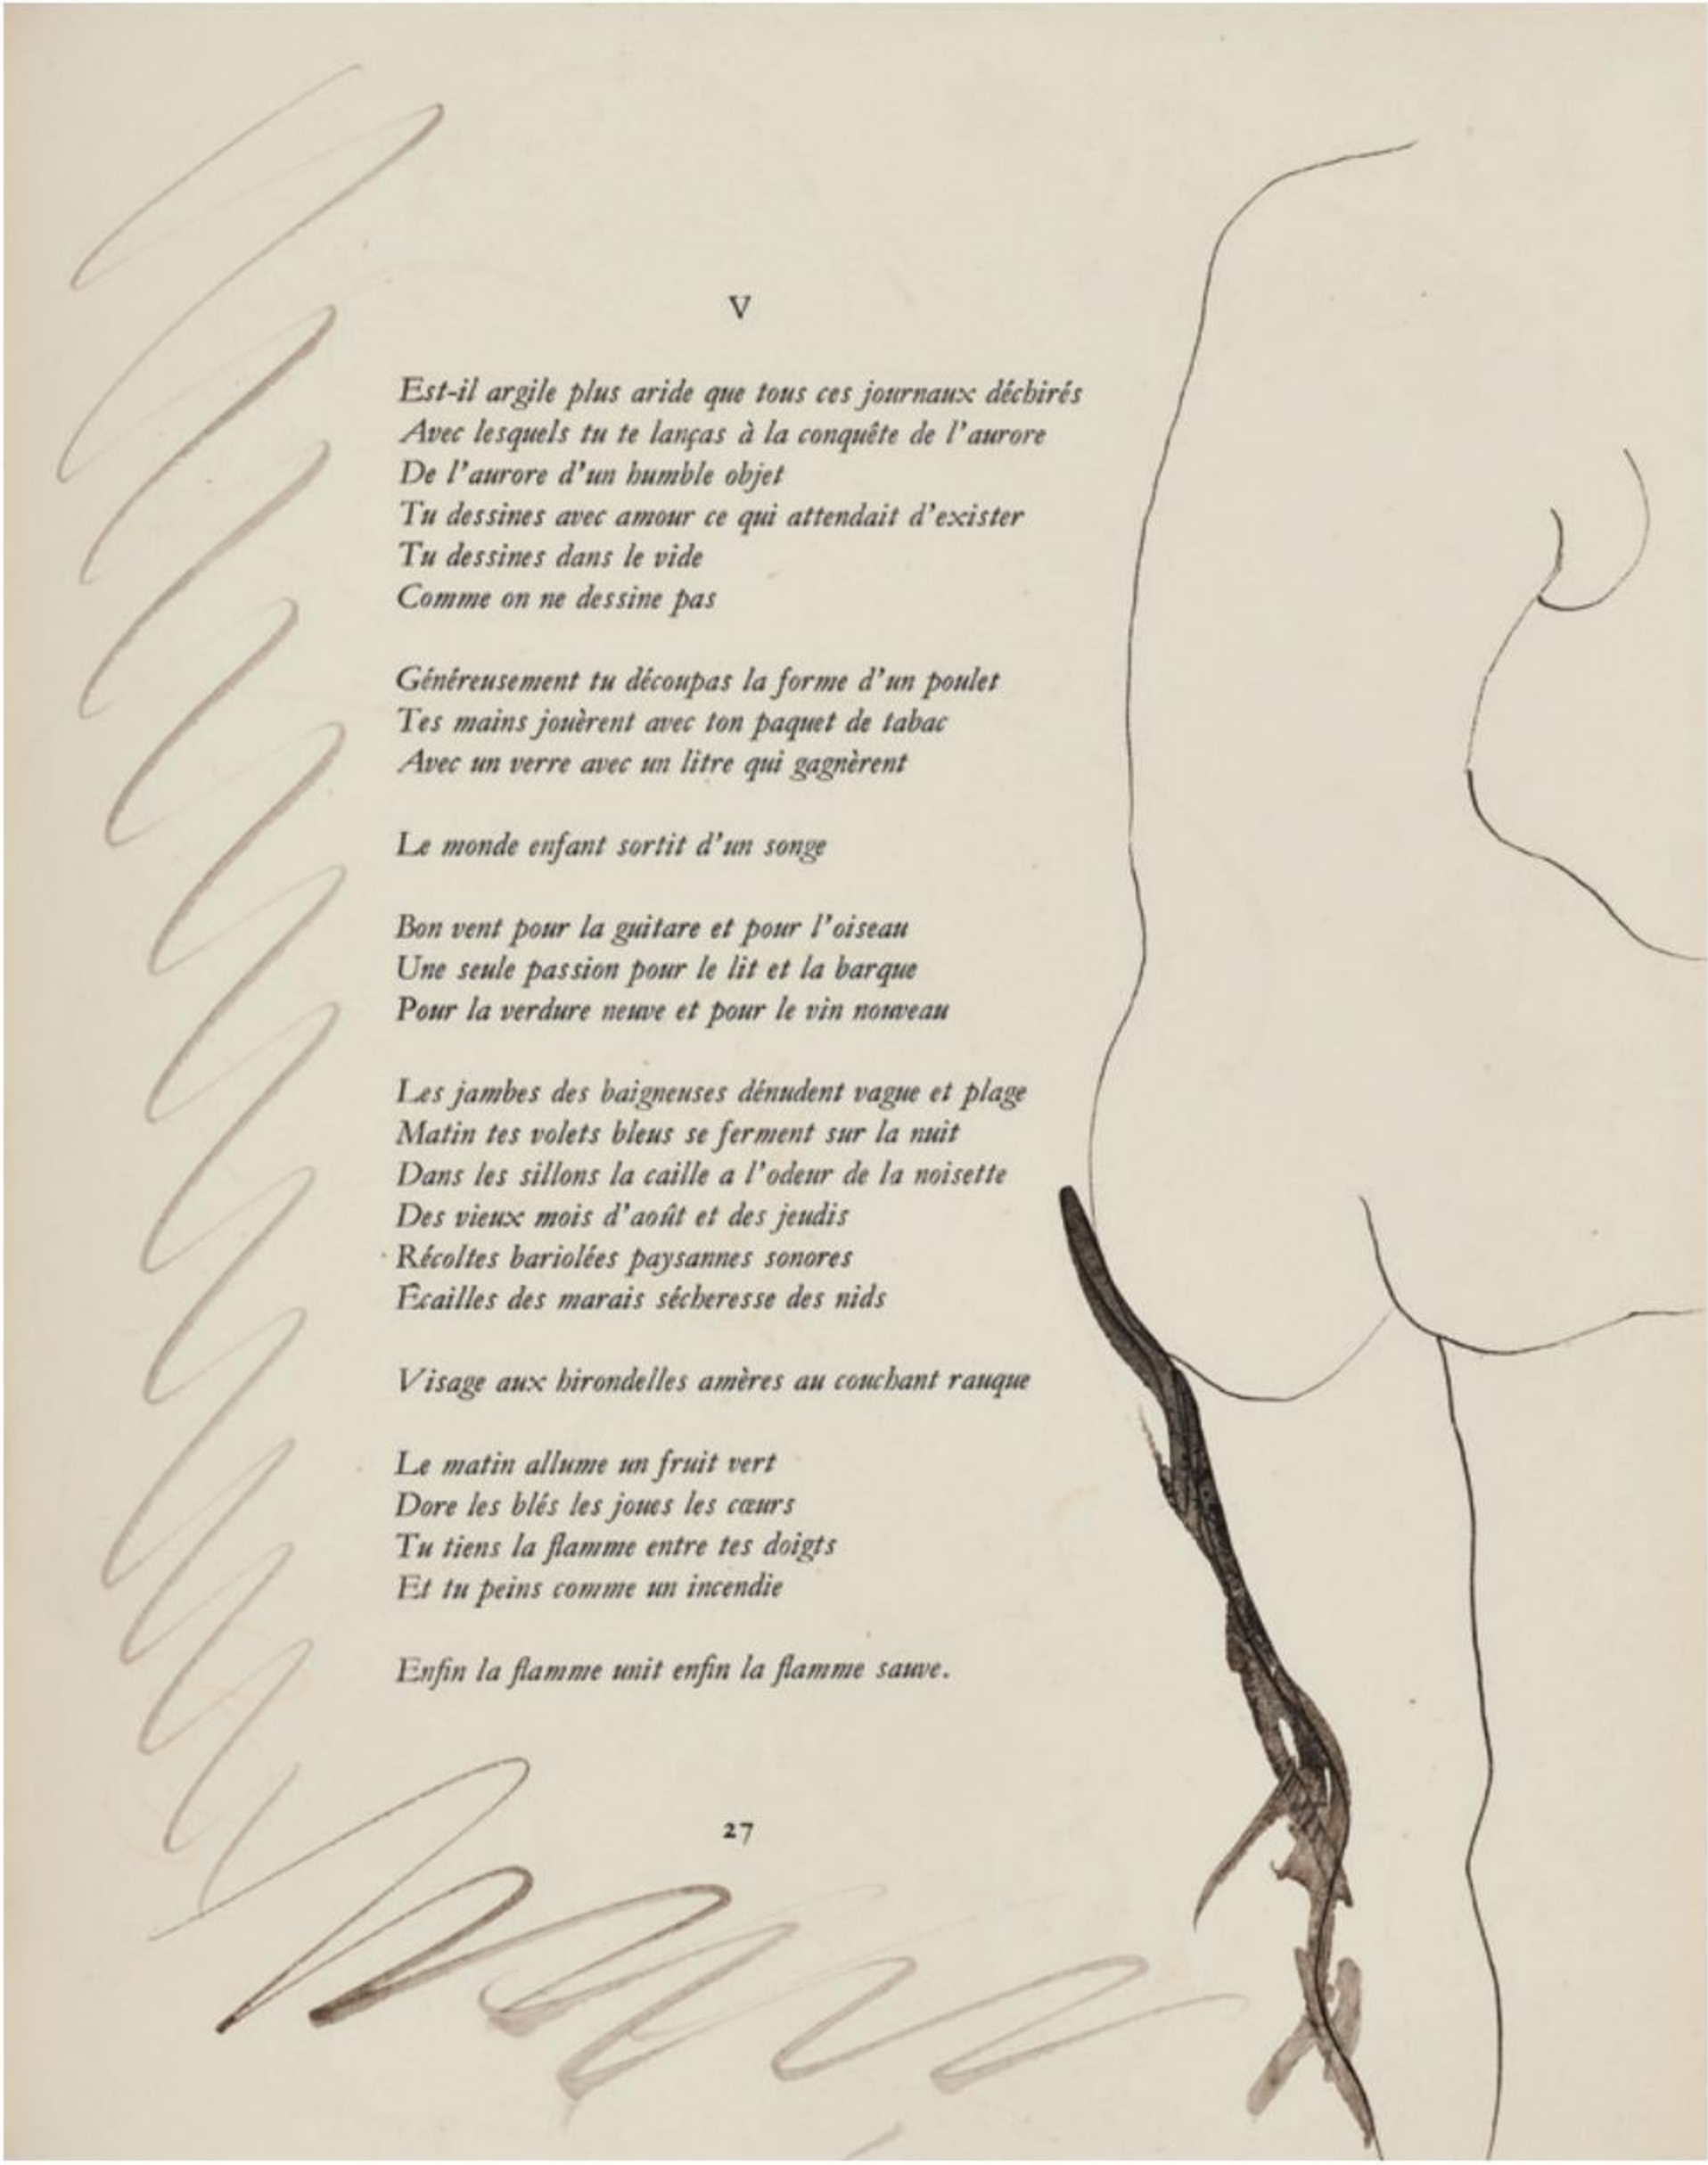 V
Est-il argile plus aride que tous ces journaux déchirés
Avec lesquels tu te lanças à la conquête de l'aurore
De l'aurore d'un humble objet
Tu dessines avec amour ce qui attendait d'exister
Tu dessines dans le vide
Comme on ne dessine pas
Généreusement tu découpas la forme d'un poulet
Tes mains jouèrent avec ton paquet de tabac
Avec un verre avec un litre qui gagnèrent
Le monde enfant sortit d'un songe
Bon vent pour la guitare et pour l'oiseau
Une seule passion pour le lit et la barque
Pour la verdure neuve et pour le vin nouveau
Les jambes des baigneuses dénudent vague et plage
Matin tes volets bleus se ferment sur la nuit
Dans les sillons la caille a l'odeur de la noisette
Des vieux mois d'août et des jeudis
Récoltes bariolées paysannes sonores
Écailles des marais sécheresse des nids
Visage aux hirondelles amères au couchant rauque
Le matin allume un fruit vert
Dore les blés les joues les cœurs
Tu tiens la flamme entre tes doigts
Et tu peins comme un incendie
Enfin la flamme unit enfin la flamme sauve.
27